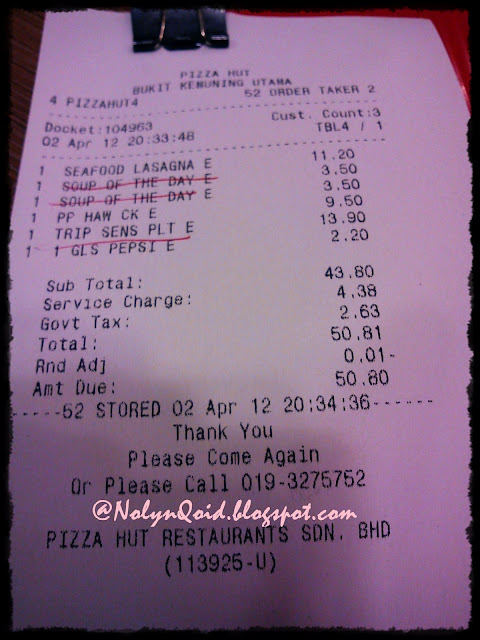 PIZZA HUT
BUKIT KEMUNING UTAMA
4 PIZZAHUT4 52 ORDER TAKER 2
Docket:104963 Cust. Count:3
02 Apr 12 20:33:48 TBL4 / 1
1 SEAFOOD LASAGNA E 11.20
1 SOUP OF THE DAY E 3.50
1 SOUP OF THE DAY E 3.50
1 PP HAW CK E 9.50
1 TRIP SENS PLT E 13.90
1 1 GLS PEPSI E 2.20
Sub Total: 43.80
Service Charge: 4.38
Govt Tax: 2.63
Total: 50.81
Rnd Adj 0.01-
Amt Due: 50.80
-----52 STORED 02 Apr 12 20:34:36------
Thank You
Please Come Again
Or Please Call 019-3275752
@NolynQoid.blogspot.com
PIZZA HUT RESTAURANTS SDN. BHD
(113925-U)